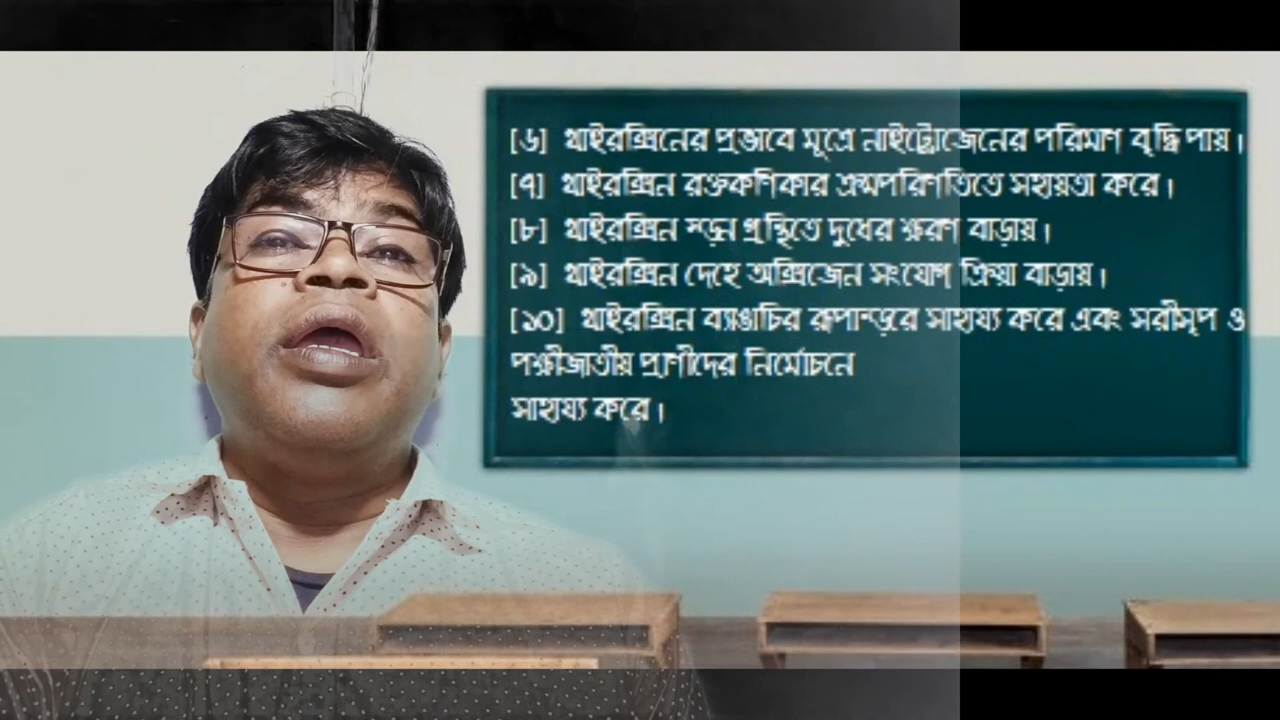 [৬] থাইরক্সিনের প্রভাবে মূত্রে নাইট্রোজেনের পরিমাণ বৃদ্ধি পায়।
[৭] থাইরক্সিন রক্তকণিকার ক্রমপরিণতিতে সহায়তা করে।
[৮] থাইরক্সিন স্তন গ্রন্থিতে দুধের ক্ষরণ বাড়ায়।
[৯] থাইরক্সিন দেহে অক্সিজেন সংযোগ ক্রিয়া বাড়ায়।
[১০] থাইরক্সিন ব্যাঙাচির রূপান্তরে সাহায্য করে এবং সরীসৃপ ও
পক্ষীজাতীয় প্রাণীদের নির্মোচনে
সাহায্য করে।